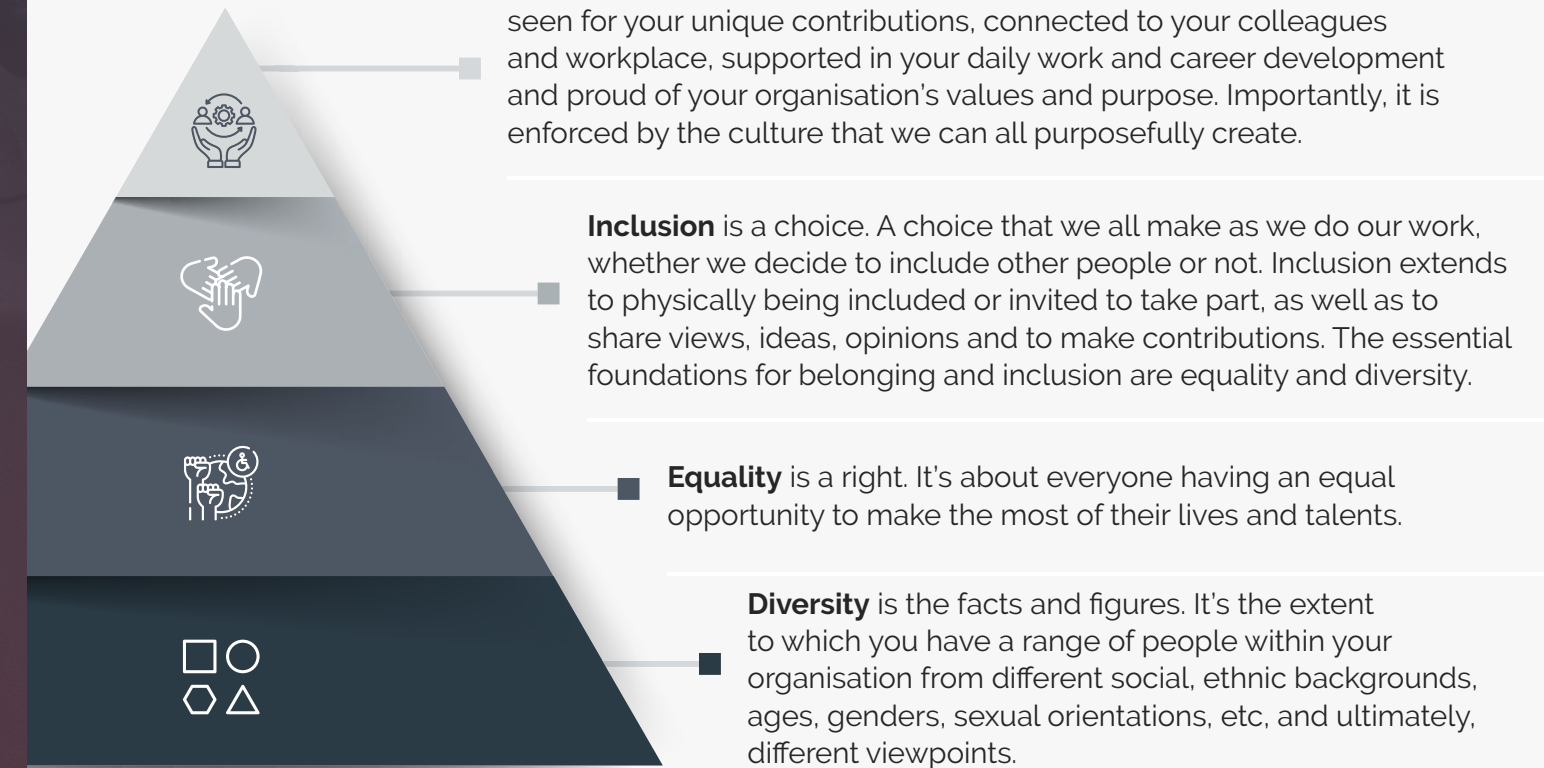 seen for your unique contributions, connected to your colleagues
and workplace, supported in your daily work and career development
and proud of your organisation’s values and purpose. Importantly, it is
enforced by the culture that we can all purposefully create.
Inclusion is a choice. A choice that we all make as we do our work,
whether we decide to include other people or not. Inclusion extends
to physically being included or invited to take part, as well as to
share views, ideas, opinions and to make contributions. The essential
foundations for belonging and inclusion are equality and diversity.
Equality is a right. It’s about everyone having an equal
opportunity to make the most of their lives and talents.
Diversity is the facts and figures. It’s the extent
to which you have a range of people within your
organisation from different social, ethnic backgrounds,
ages, genders, sexual orientations, etc, and ultimately,
different viewpoints.